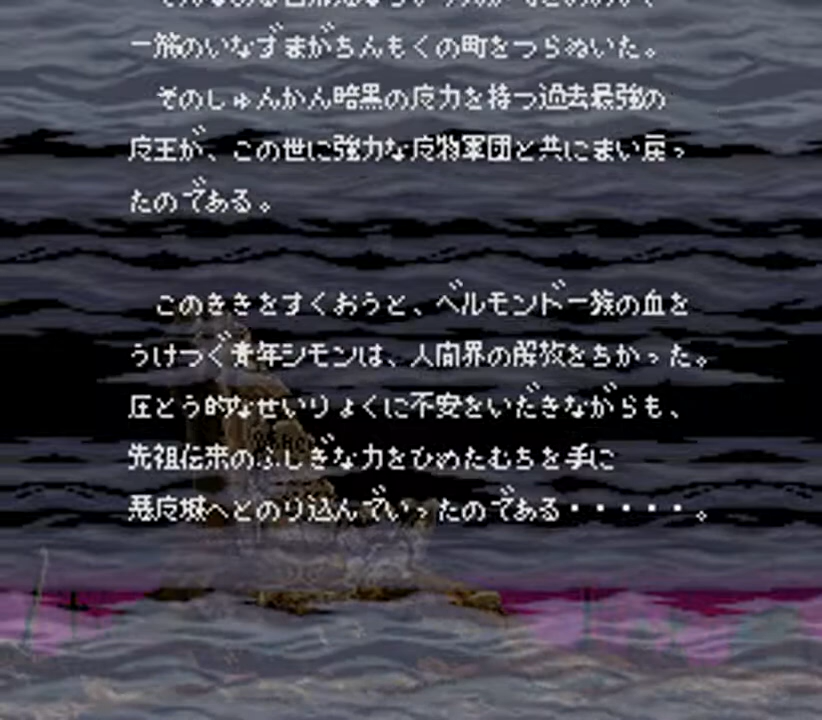 一筋のいなずまがちんもくの町をつらぬいた。
そのしゅんかん暗黒の魔力を持つ過去最強の
魔王が、この世に強力な魔物軍団と共にまい戻っ
たのである。
このききをすくおうと、ベルモンド一族の血を
うけつぐ青年シモンは、人間界の解放をちかった。
圧とう的なせいりょくに不安をいだきながらも、
先祖伝来のふしぎな力をひめたむちを手に
悪魔城へとのり込んでいったのである・・・・・。